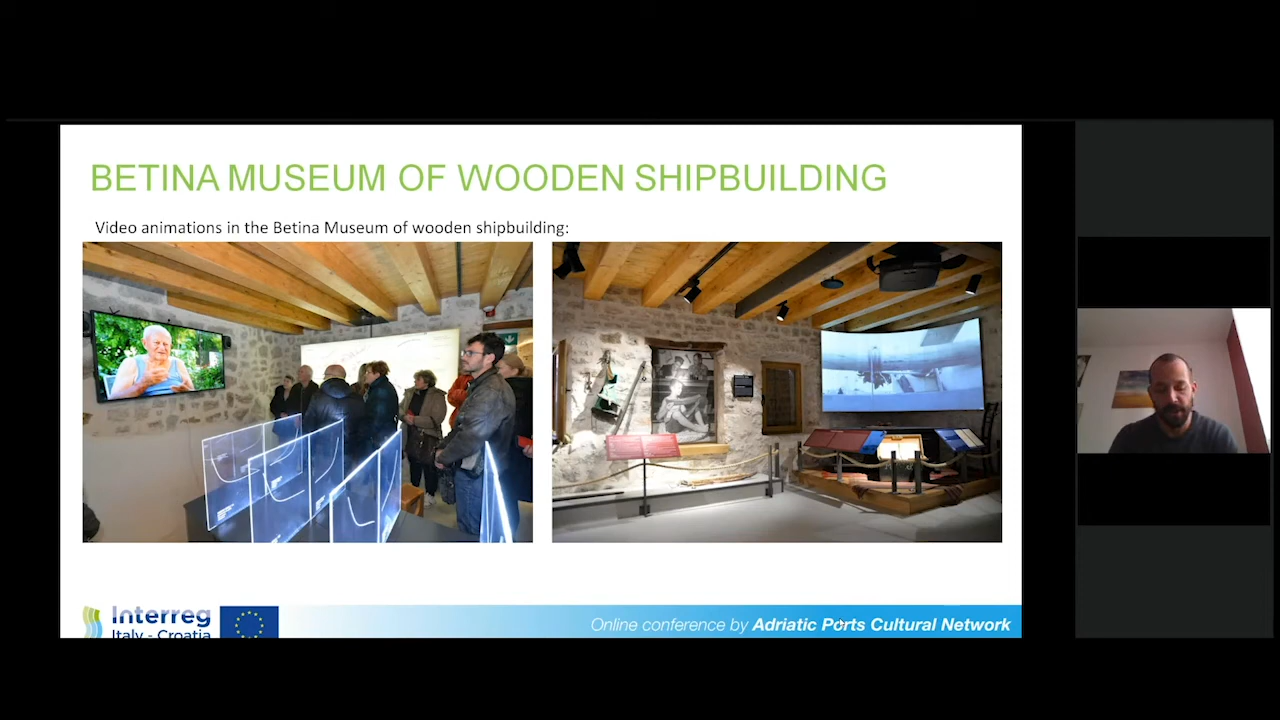 BETINA MUSEUM OF WOODEN SHIPBUILDING
Video animations in the Betina Museum of wooden shipbuilding:
Interreg
Italy - Croatia
Online conference by Adriatic Ports Cultural Network